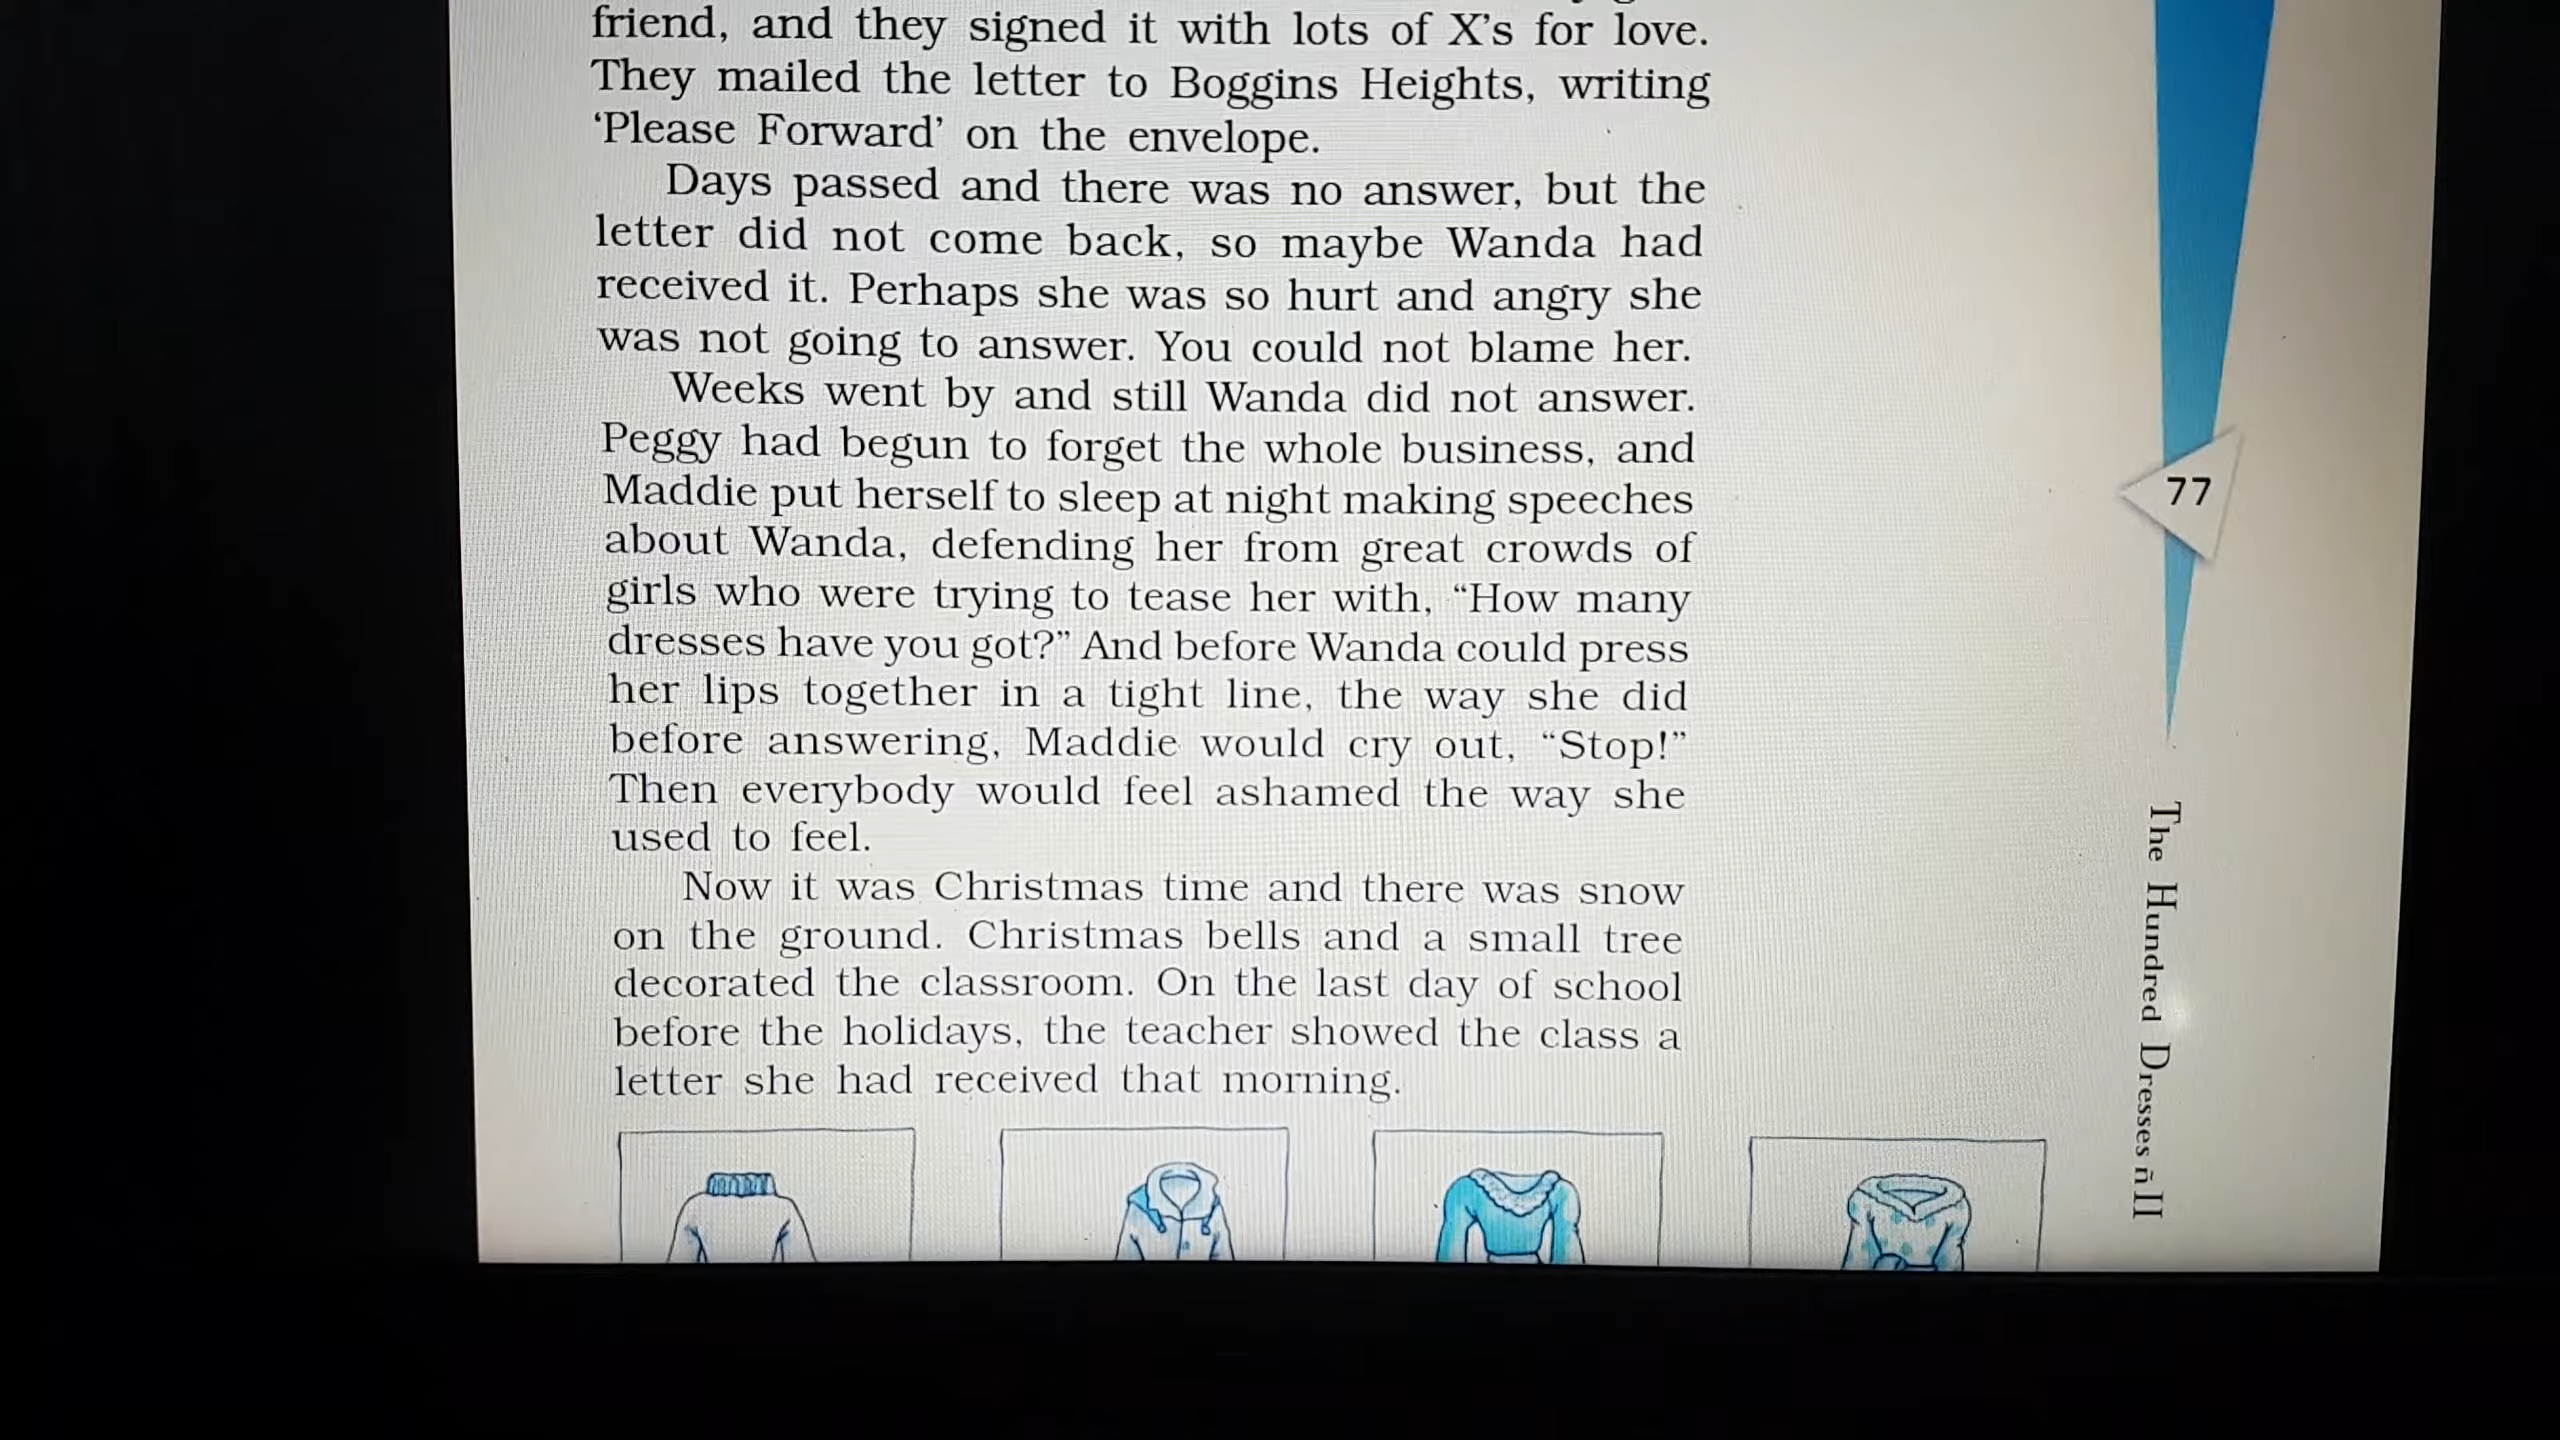 friend, and they signed it with lots of X's for love.
They mailed the letter to Boggins Heights, writing
‘Please Forward’ on the envelope.
Days passed and there was no answer, but the
letter did not come back, so maybe Wanda had
received it. Perhaps she was so hurt and angry she
was not going to answer. You could not blame her.
Weeks went by and still Wanda did not answer.
Peggy had begun to forget the whole business, and
Maddie put herself to sleep at night making speeches
about Wanda, defending her from great crowds of
girls who were trying to tease her with, “How many
dresses have you got?” And before Wanda could press
her lips together in a tight line, the way she did
before answering, Maddie would cry out, “Stop!”
Then everybody would feel ashamed the way she
used to feel.
Now it was Christmas time and there was snow
on the ground. Christmas bells and a small tree
decorated the classroom. On the last day of school
before the holidays, the teacher showed the class a
letter she had received that morning.
77
The Hundred Dresses ñ II